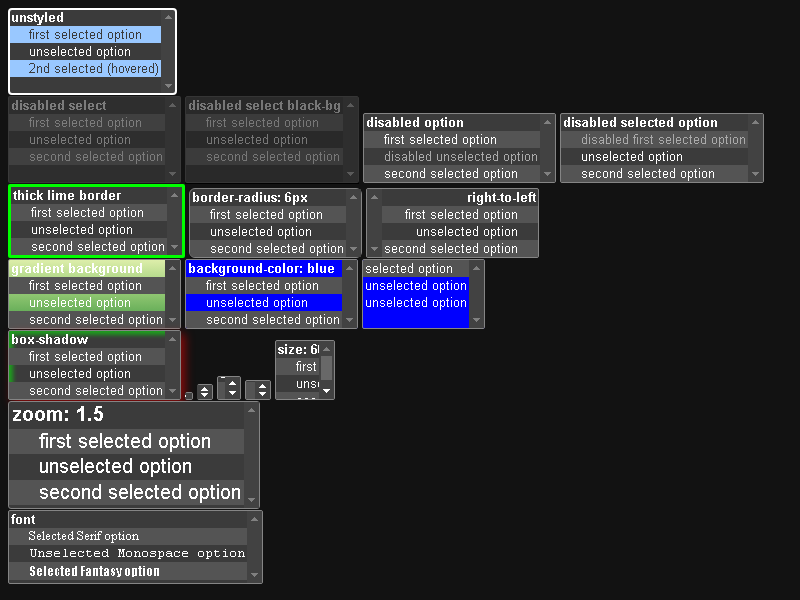 unstyled
first selected option
unselected option
2nd selected (hovered)
disabled select
first selected option
unselected option
second selected option
disabled select black-bg
first selected option
unselected option
second selected option
disabled option
first selected option
disabled unselected option
second selected option
disabled selected option
disabled first selected option
unselected option
second selected option
thick lime border
first selected option
unselected option
second selected option
border-radius: 6px
first selected option
unselected option
second selected option
right-to-left
first selected option
unselected option
second selected option
gradient background
first selected option
unselected option
second selected option
background-color: blue
first selected option
unselected option
second selected option
selected option
unselected option
unselected option
box-shadow
first selected option
unselected option
second selected option
size: 6
first
uns
zoom: 1.5
first selected option
unselected option
second selected option
font
Selected Serif option
Unselected Monospace option
Selected Fantasy option